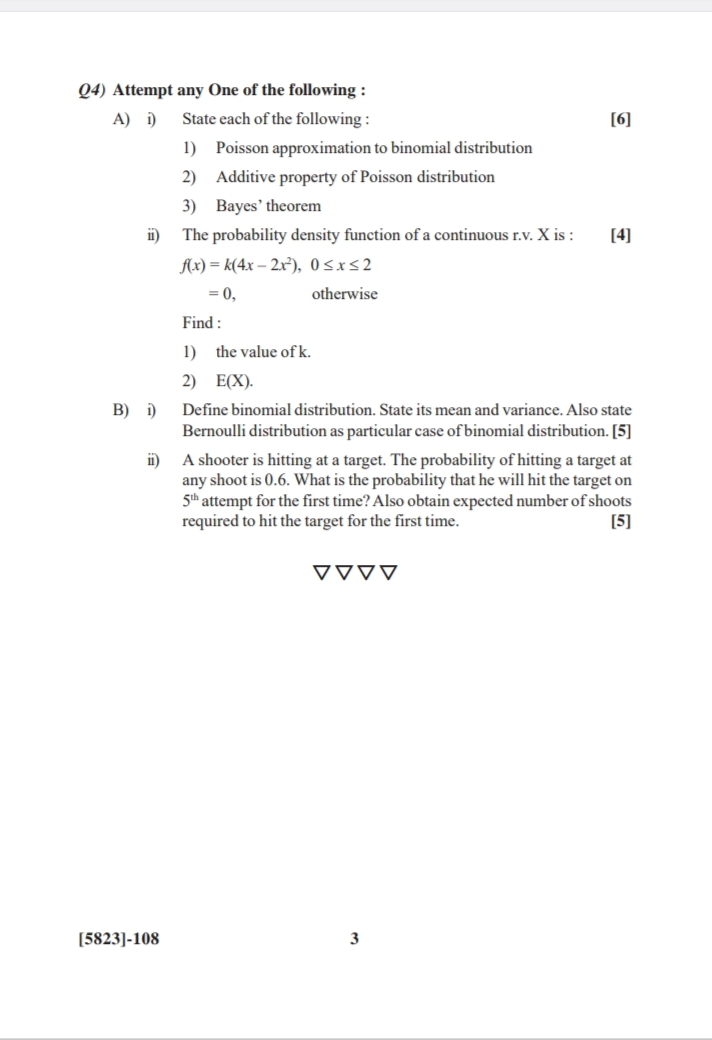 Q4) Attempt any One of the following :
A) i) State each of the following : [6]
1) Poisson approximation to binomial distribution
2) Additive property of Poisson distribution
3) Bayes’ theorem
ii) The probability density function of a continuous r.v. X is : [4]
f(x) = k(4x – 2x²), 0 ≤ x ≤ 2
= 0, otherwise
Find :
1) the value of k.
2) E(X).
B) i) Define binomial distribution. State its mean and variance. Also state
Bernoulli distribution as particular case of binomial distribution. [5]
ii) A shooter is hitting at a target. The probability of hitting a target at
any shoot is 0.6. What is the probability that he will hit the target on
5th attempt for the first time? Also obtain expected number of shoots
required to hit the target for the first time. [5]
▽▽▽▽
[5823]-108 3